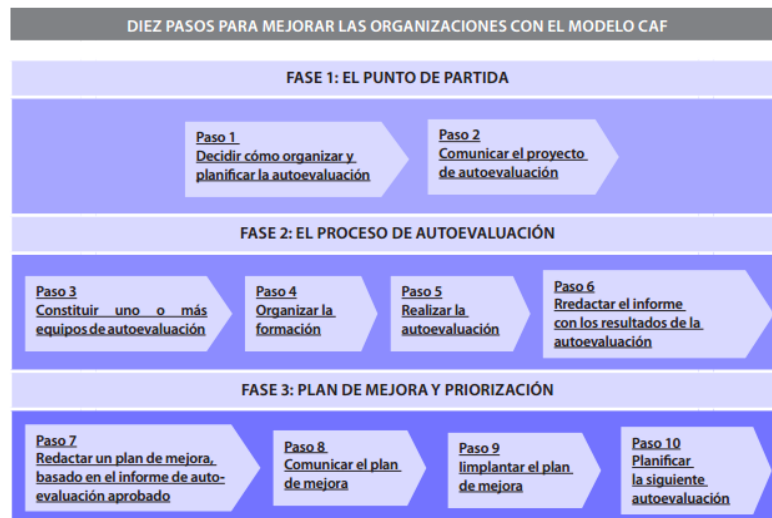 DIEZ PASOS PARA MEJORAR LAS ORGANIZACIONES CON EL MODELO CAF
FASE 1: EL PUNTO DE PARTIDA
Paso 1
Decidir cómo organizar y
planificar la autoevaluación
Paso 2
Comunicar el proyecto
de autoevaluación
FASE 2: EL PROCESO DE AUTOEVALUACIÓN
Paso 3
Constituir uno o más
equipos de autoevaluación
Paso 4
Organizar la
formación
Paso 5
Realizar la
autoevaluación
Paso 6
Rredactar el informe
con los resultados de la
autoevaluación
FASE 3: PLAN DE MEJORA Y PRIORIZACIÓN
Paso 7
Redactar un plan de mejora,
basado en el informe de auto-
evaluación aprobado
Paso 8
Comunicar el plan
de mejora
Paso 9
Iimplantar el plan
de mejora
Paso 10
Planificar
la siguiente
autoevaluación